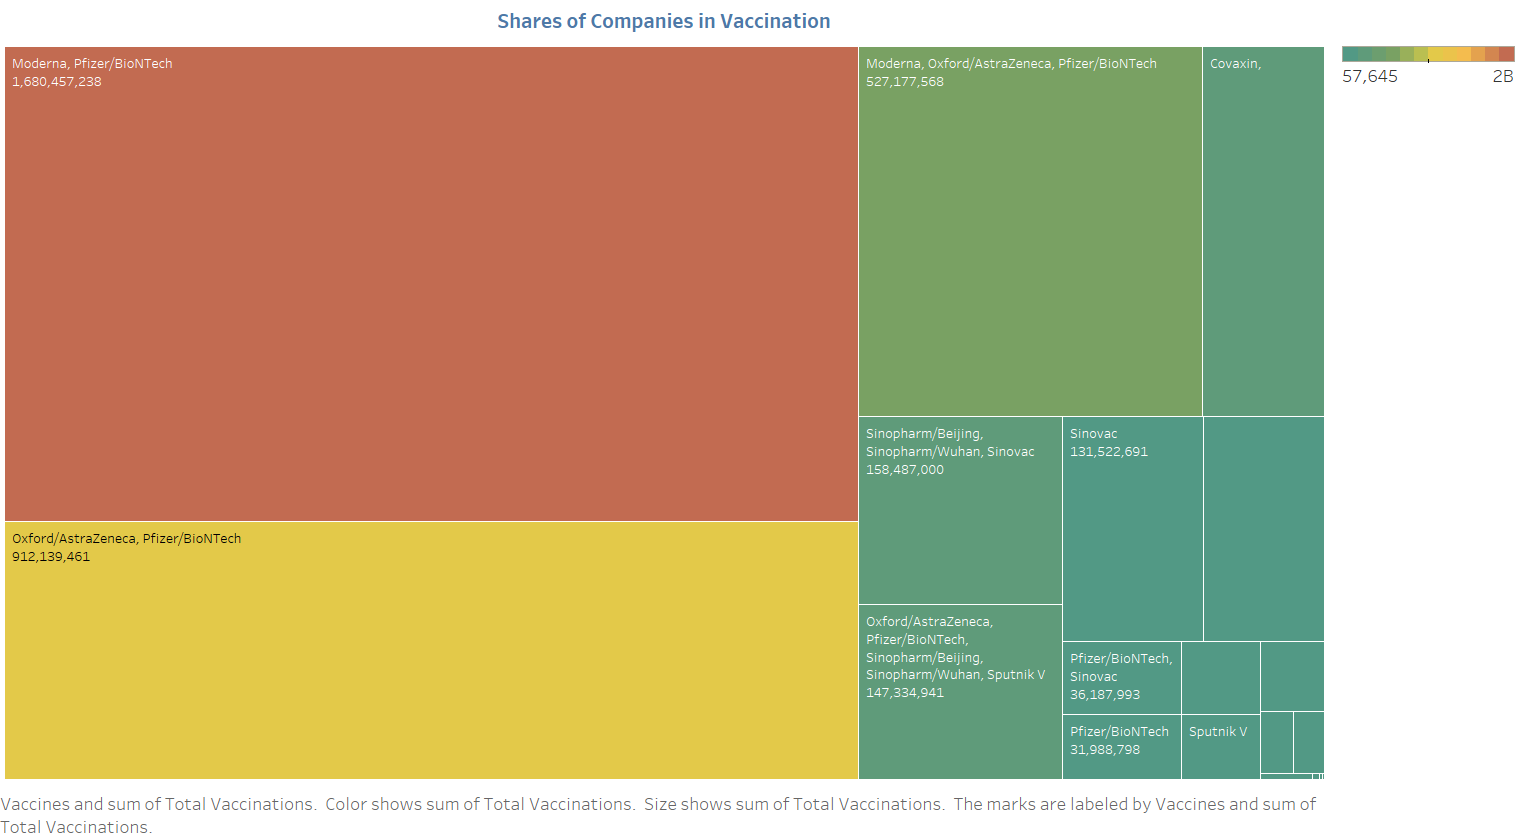 Shares of Companies in Vaccination
Moderna, Pfizer/BioNTech
1,680,457,238
Moderna, Oxford/AstraZeneca, Pfizer/BioNTech
527,177,568
Covaxin,
57,645
2B
Sinopharm/Beijing,
Sinopharm/Wuhan, Sinovac
158,487,000
Sinovac
131,522,691
Oxford/AstraZeneca, Pfizer/BioNTech
912,139,461
Oxford/AstraZeneca,
Pfizer/BioNTech,
Sinopharm/Beijing,
Sinopharm/Wuhan, Sputnik V
147,334,941
Pfizer/BioNTech,
Sinovac
36,187,993
Pfizer/BioNTech
31,988,798
Sputnik V
Vaccines and sum of Total Vaccinations. Color shows sum of Total Vaccinations. Size shows sum of Total Vaccinations. The marks are labeled by Vaccines and sum of
Total Vaccinations.